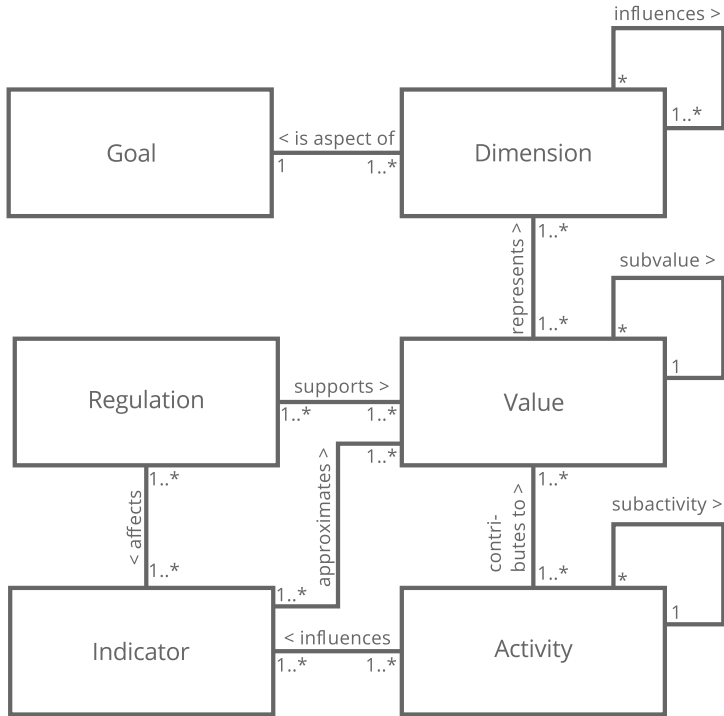 influences >
*
1..*
Goal
< is aspect of
1
1..*
Dimension
1..*
represents >
1..*
subvalue >
*
1
Regulation
supports >
1..*
1..*
Value
1..*
approximates >
1..*
1..*
< affects
1..*
1..*
contri-
butes to >
1..*
subactivity >
*
1
Indicator
< influences
1..*
1..*
Activity